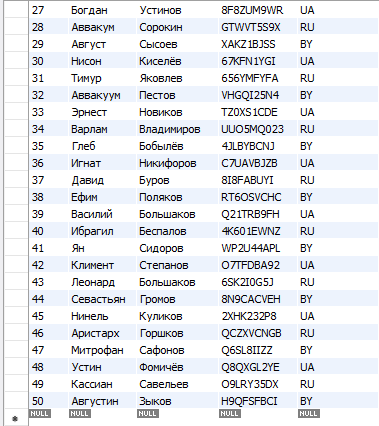 27 Богдан Устинов 8F8ZUM9WR UA
28 Аввакум Сорокин GTWVT5S9X RU
29 Август Сысоев XAKZ1BJSS BY
30 Нисон Киселёв 67KFN1YGI UA
31 Тимур Яковлев 656YMFYFA RU
32 Аввакуум Пестов VHGQI25N4 BY
33 Эрнест Новиков TZ0XS1CDE UA
34 Варлам Владимиров UUO5MQ023 RU
35 Глеб Бобылёв 4JLBYBCNJ BY
36 Игнат Никифоров C7UAVBJZB UA
37 Давид Буров 8I8FABUYI RU
38 Ефим Поляков RT6OSVCHC BY
39 Василий Большаков Q21TRB9FH UA
40 Ибрагил Беспалов 4K601EWNZ RU
41 Ян Сидоров WP2U44APL BY
42 Климент Степанов O7TFDBA92 UA
43 Леонард Большаков 6SK2I0G5J RU
44 Севастьян Громов 8N9CACVEH BY
45 Нинель Куликов 2XHK232P8 UA
46 Аристарх Горшков QCZXVCNGB RU
47 Митрофан Сафонов Q6SL8IIZZ BY
48 Устин Фомичёв Q8QXGL2YE UA
49 Кассиан Савельев O9LRY35DX RU
50 Августин Зыков H9QFSFBCI BY
NULL NULL NULL NULL NULL